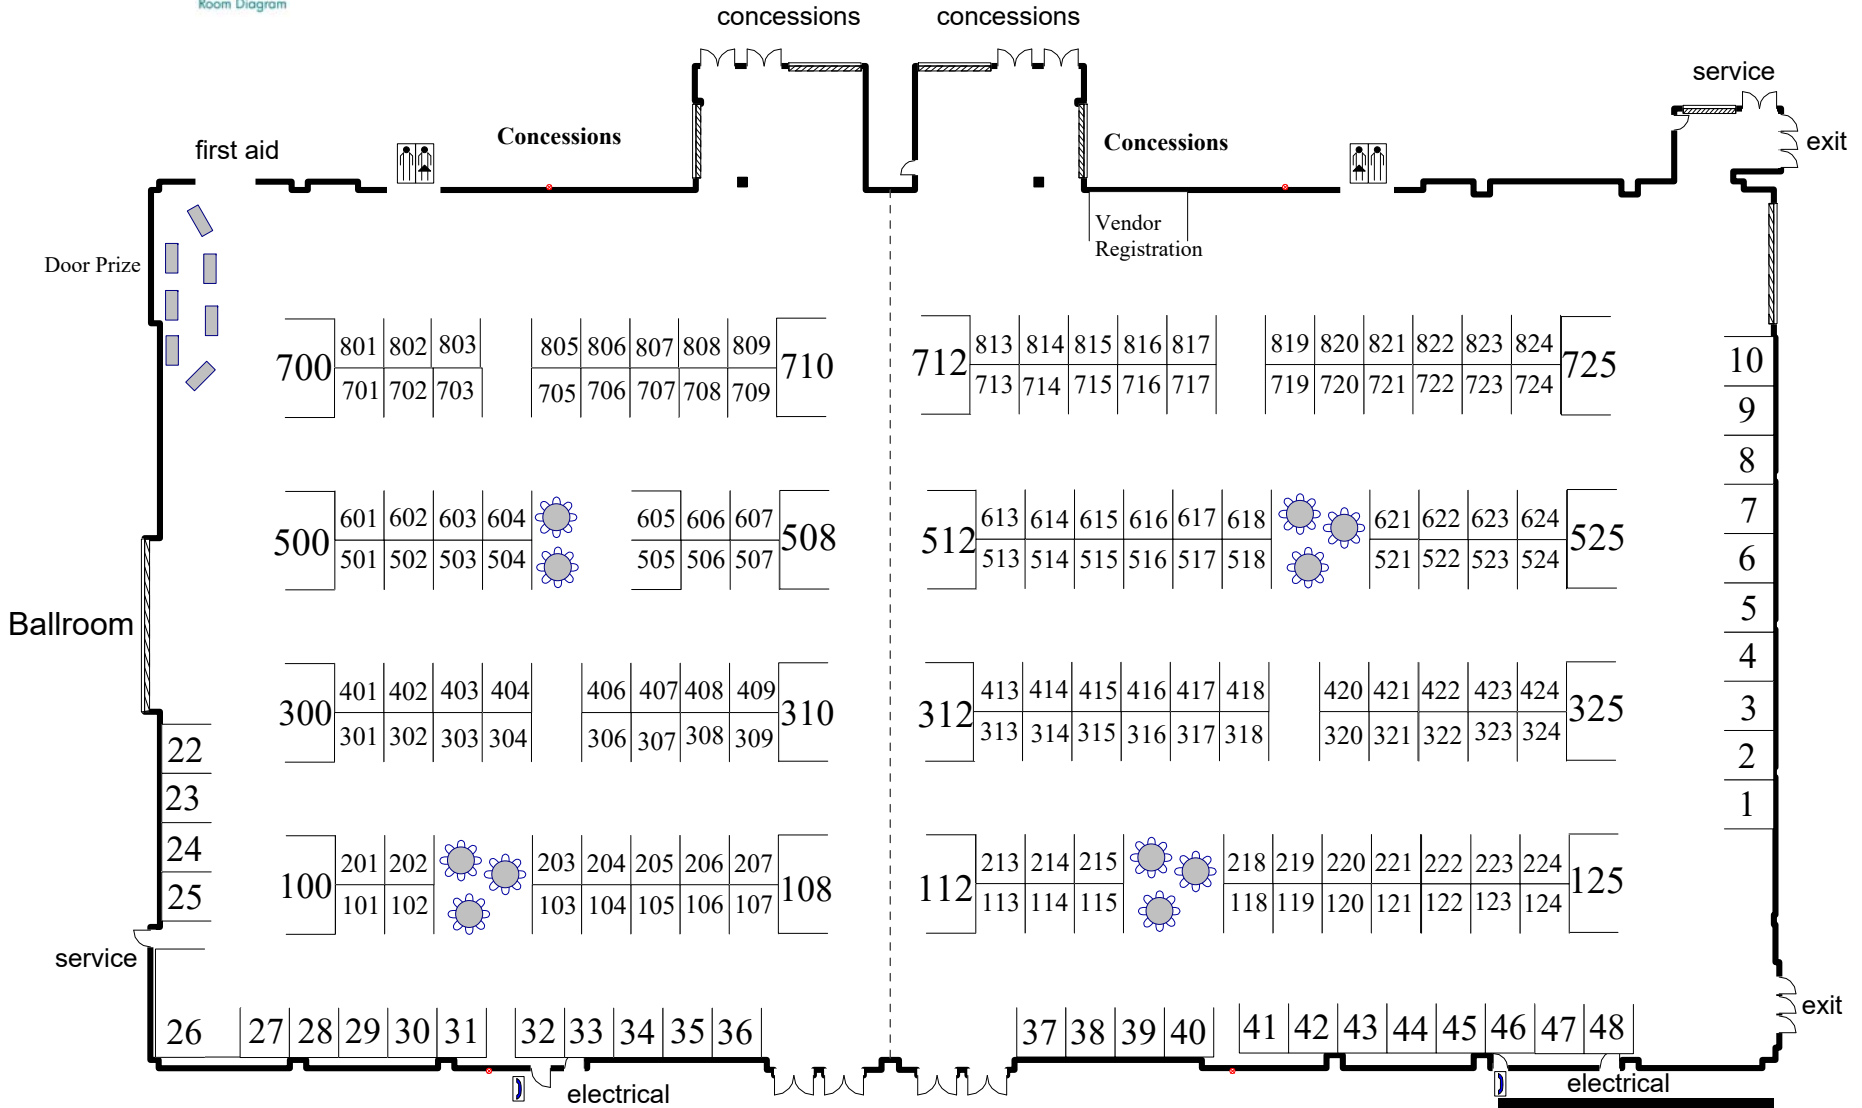 Room Diagram
concessions concessions
service
Concessions
Concessions
exit
first aid
Vendor
Registration
Door Prize
801 802 803 805 806 807 808 809 813 814 815 816 817 819 820 821 822 823 824
700 710 712 725 10
701 702 703 705 706 707 708 709 713 714 715 716 717 719 720 721 722 723 724
9
8
7
601 602 603 604 605 606 607 613 614 615 616 617 618 621 622 623 624
500 508 512 525
501 502 503 504 505 506 507 513 514 515 516 517 518 521 522 523 524 6
5
Ballroom
4
401 402 403 404 406 407 408 409 413 414 415 416 417 418 420 421 422 423 424
300 310 312 325 3
301 302 303 304 306 307 308 309 313 314 315 316 317 318 320 321 322 323 324
22 2
23 1
24
201 202 203 204 205 206 207 213 214 215 218 219 220 221 222 223 224
100 108 112 125
25
101 102 103 104 105 106 107 113 114 115 118 119 120 121 122 123 124
service
exit
26 27 28 29 30 31 32 33 34 35 36 37 38 39 40 41 42 43 44 45 46 47 48
electrical electrical